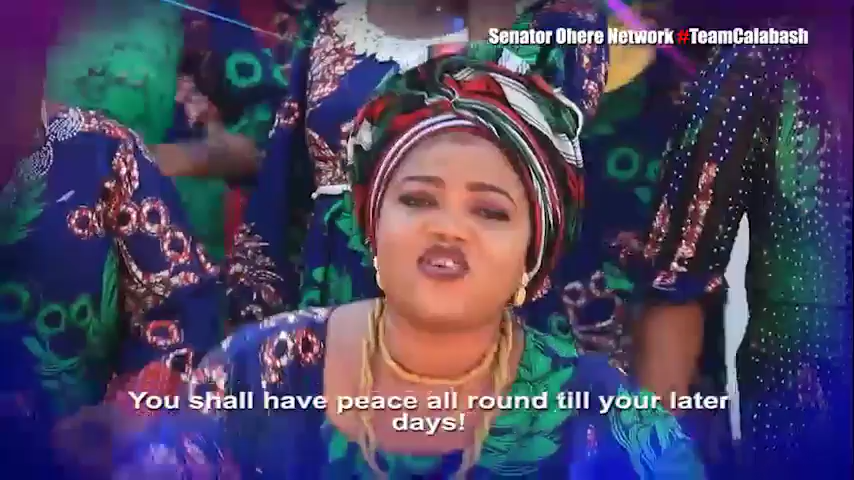 Senator Ohere Network #TeamCalabash
You shall have peace all round till your later
days!